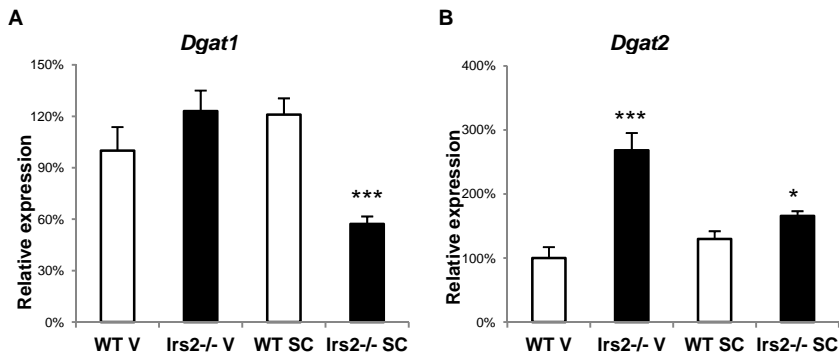 A
Dgat1
150%
120%
90%
60%
30%
0%
Relative expression
***
WT V Irs2-/- V WT SC Irs2-/- SC
B
Dgat2
400%
300%
200%
100%
0%
Relative expression
***
*
WT V Irs2-/- V WT SC Irs2-/- SC